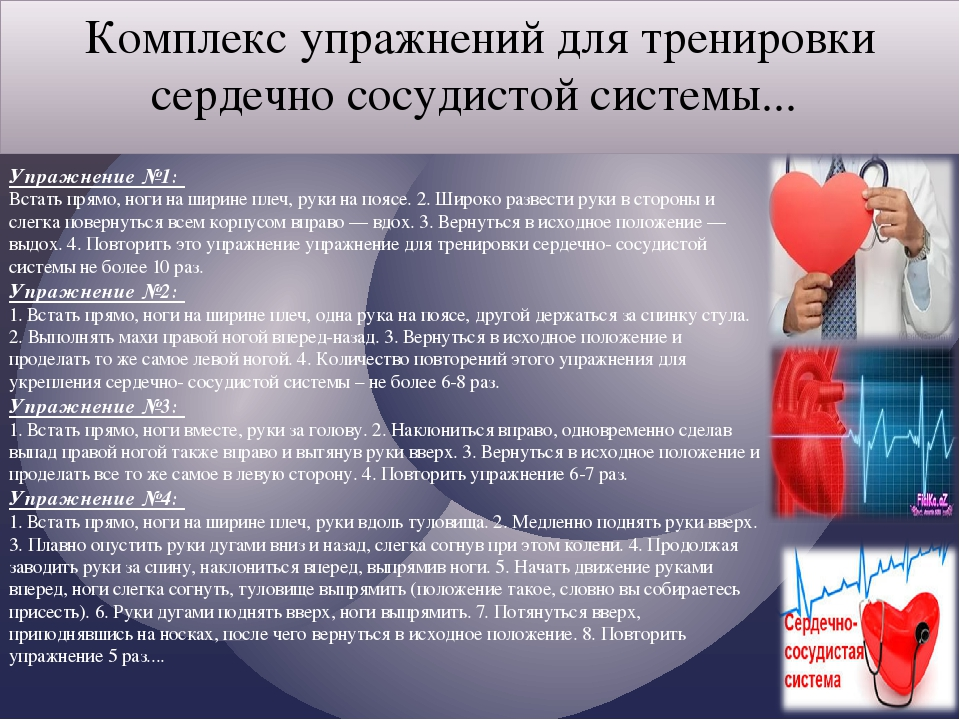 Комплекс упражнений для тренировки
сердечно сосудистой системы...
Упражнение №1:
Встать прямо, ноги на ширине плеч, руки на поясе. 2. Широко развести руки в стороны и
слегка повернуться всем корпусом вправо — вдох. 3. Вернуться в исходное положение —
выдох. 4. Повторить это упражнение упражнение для тренировки сердечно- сосудистой
системы не более 10 раз.
Упражнение №2:
1. Встать прямо, ноги на ширине плеч, одна рука на поясе, другой держаться за спинку стула.
2. Выполнять махи правой ногой вперед-назад. 3. Вернуться в исходное положение и
проделать то же самое левой ногой. 4. Количество повторений этого упражнения для
укрепления сердечно- сосудистой системы – не более 6-8 раз.
Упражнение №3:
1. Встать прямо, ноги вместе, руки за голову. 2. Наклониться вправо, одновременно сделав
выпад правой ногой также вправо и вытянув руки вверх. 3. Вернуться в исходное положение и
проделать все то же самое в левую сторону. 4. Повторить упражнение 6-7 раз.
Упражнение №4:
1. Встать прямо, ноги на ширине плеч, руки вдоль туловища. 2. Медленно поднять руки вверх.
3. Плавно опустить руки дугами вниз и назад, слегка согнув при этом колени. 4. Продолжая
заводить руки за спину, наклониться вперед, выпрямив ноги. 5. Начать движение руками
вперед, ноги слегка согнуть, туловище выпрямить (положение такое, словно вы собираетесь
присесть). 6. Руки дугами поднять вверх, ноги выпрямить. 7. Потянуться вверх,
приподнявшись на носках, после чего вернуться в исходное положение. 8. Повторить
упражнение 5 раз....
FiziKa.aZ
Сердечно-
сосудистая
система